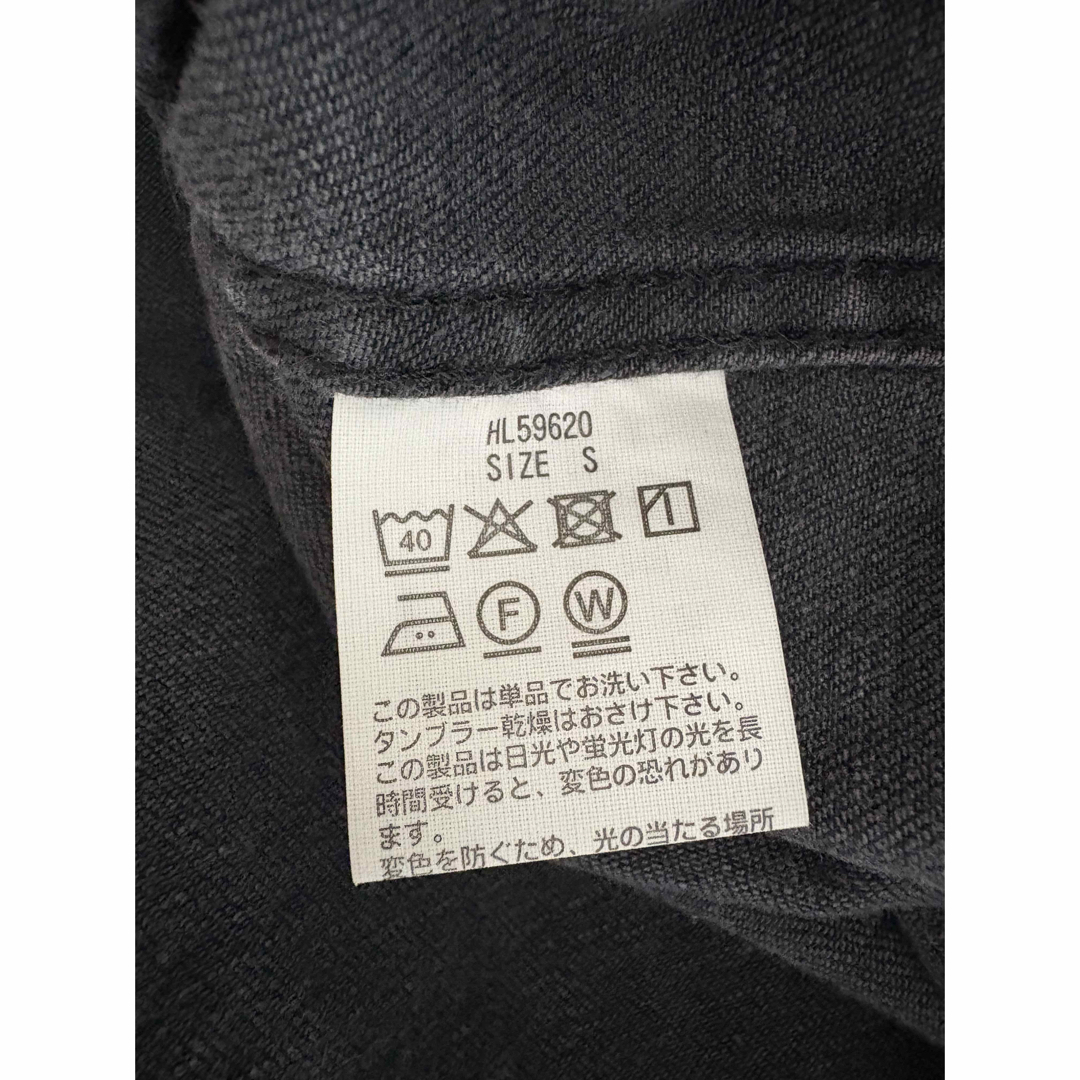 HL59620
SIZE S
40
F
W
この製品は単品でお洗い下さい。
タンブラー乾燥はおさけ下さい。
この製品は日光や蛍光灯の光を長
時間受けると、変色の恐れがあり
ます。
変色を防ぐため、光の当たる場所